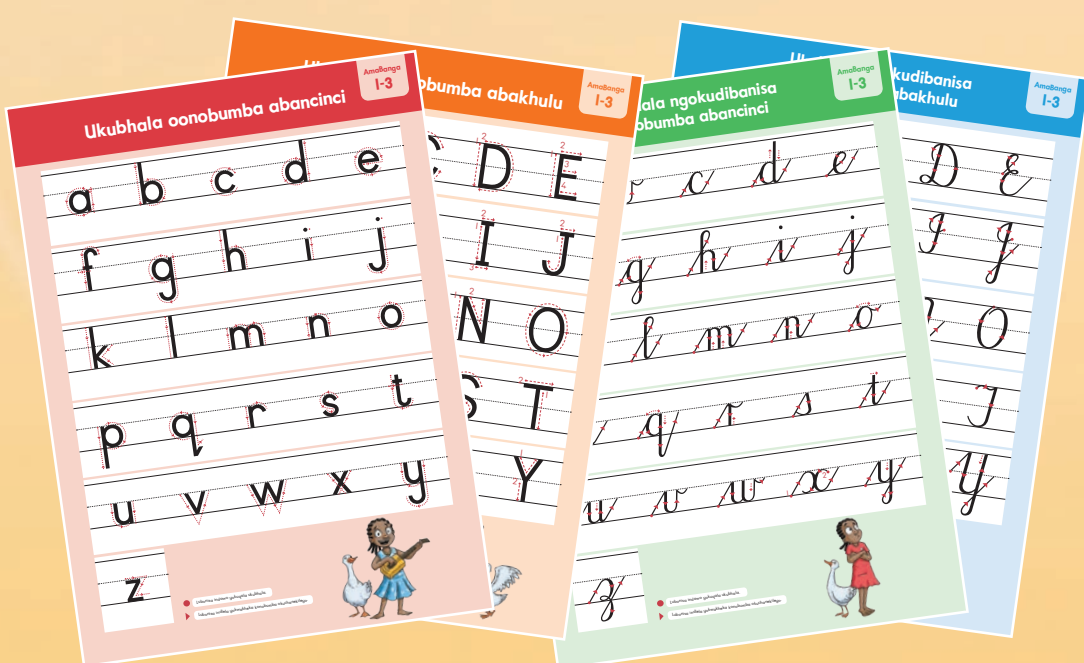 Ukubhala oonobumba abancinci
AmaBanga
1-3
a b c d e
f g h i j
k l m n o
p q r s t
u v w x y
z
obumba abakhulu
AmaBanga
1-3
D E
I J
N O
S T
Y
ala ngokudibanisa
obumba abancinci
AmaBanga
1-3
c d e
g h i j
l m n o
q r s t
u v w x y
z
kudibanisa
abakhulu
AmaBanga
1-3
D E
I J
O
T
Y